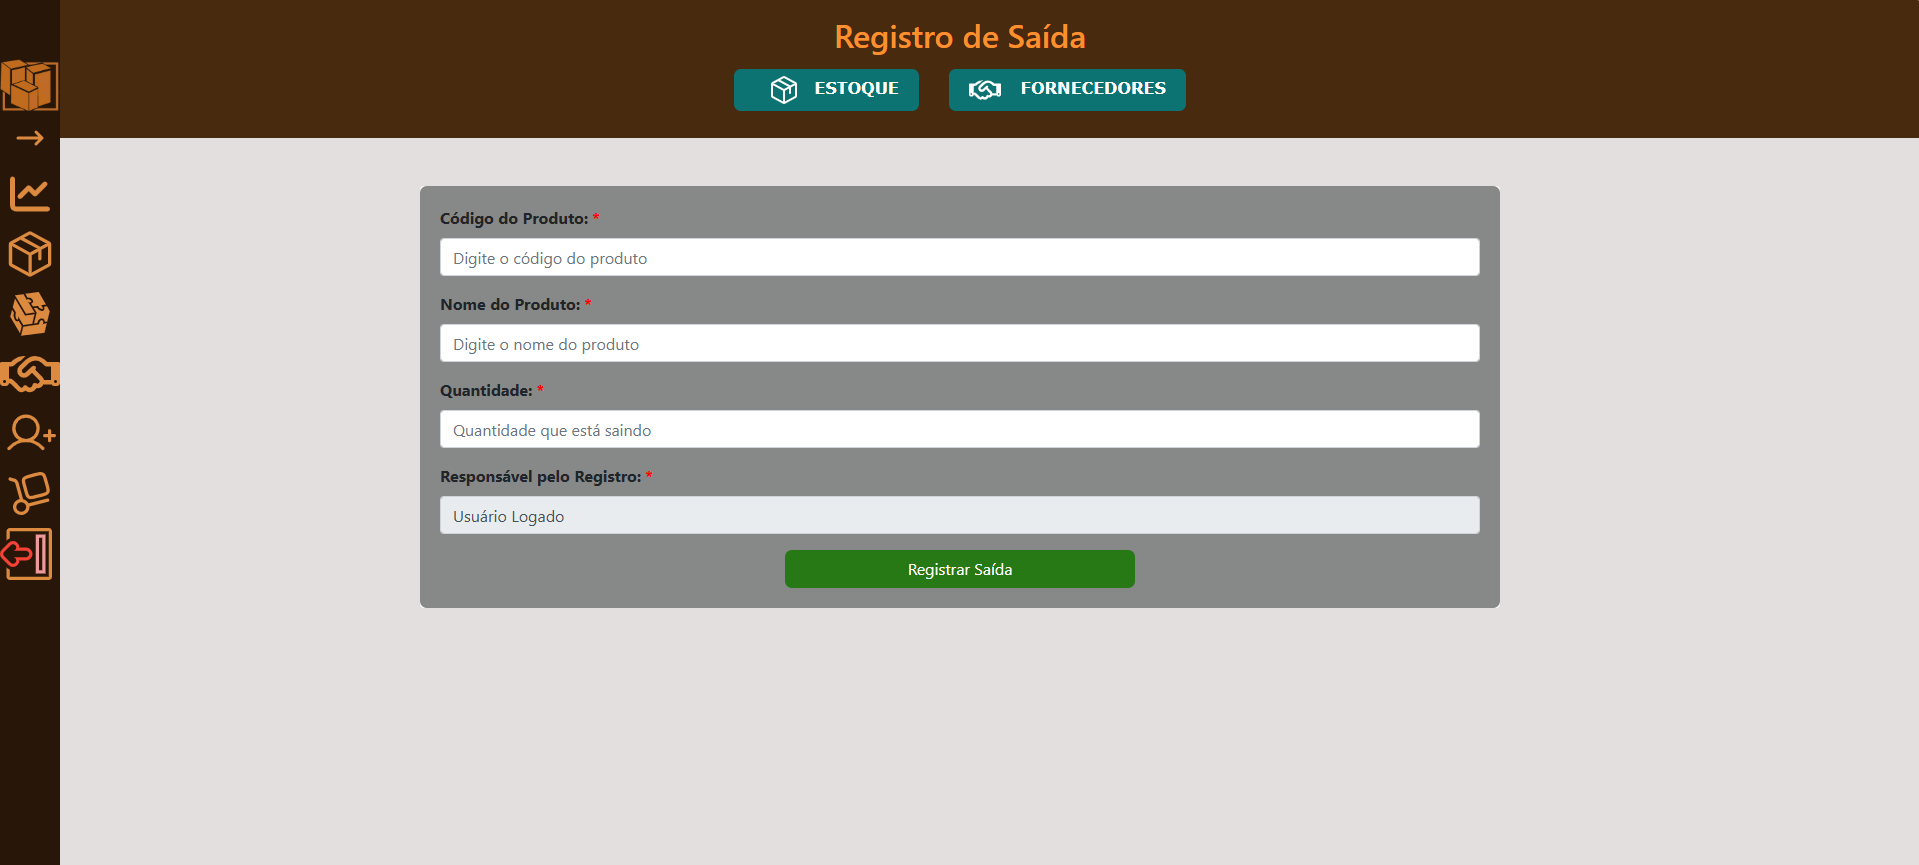 Registro de Saída
ESTOQUE
FORNECEDORES
Código do Produto: *
Digite o código do produto
Nome do Produto: *
Digite o nome do produto
Quantidade: *
Quantidade que está saindo
Responsável pelo Registro: *
Usuário Logado
Registrar Saída